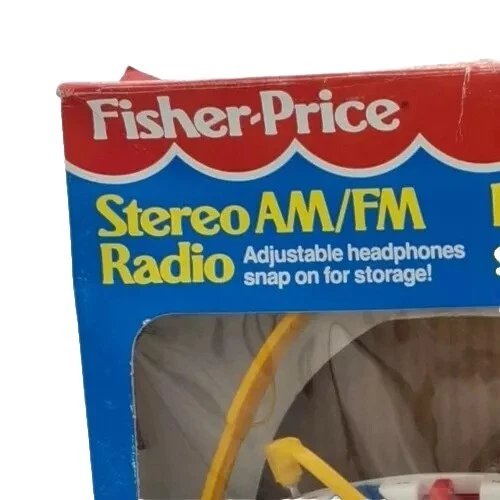 Fisher-Price
Stereo AM/FM
Radio Adjustable headphones
snap on for storage!